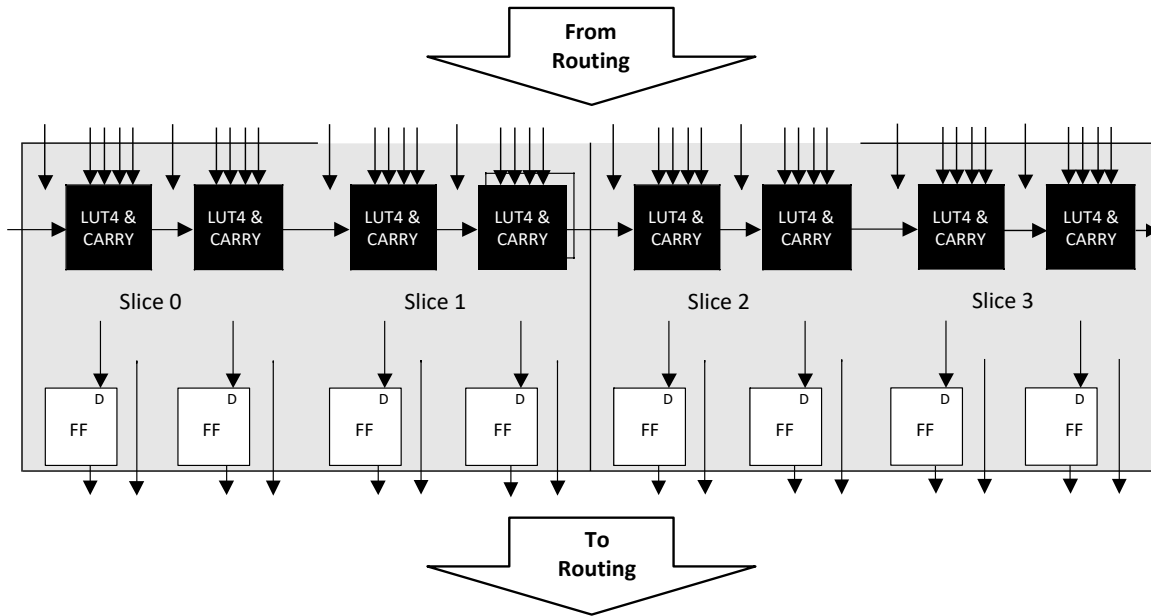 From
Routing
LUT4 &
CARRY
LUT4 &
CARRY
LUT4 &
CARRY
LUT4 &
CARRY
LUT4 &
CARRY
LUT4 &
CARRY
LUT4 &
CARRY
LUT4 &
CARRY
Slice 0
Slice 1
Slice 2
Slice 3
D
FF
D
FF
D
FF
D
FF
D
FF
D
FF
D
FF
D
FF
To
Routing